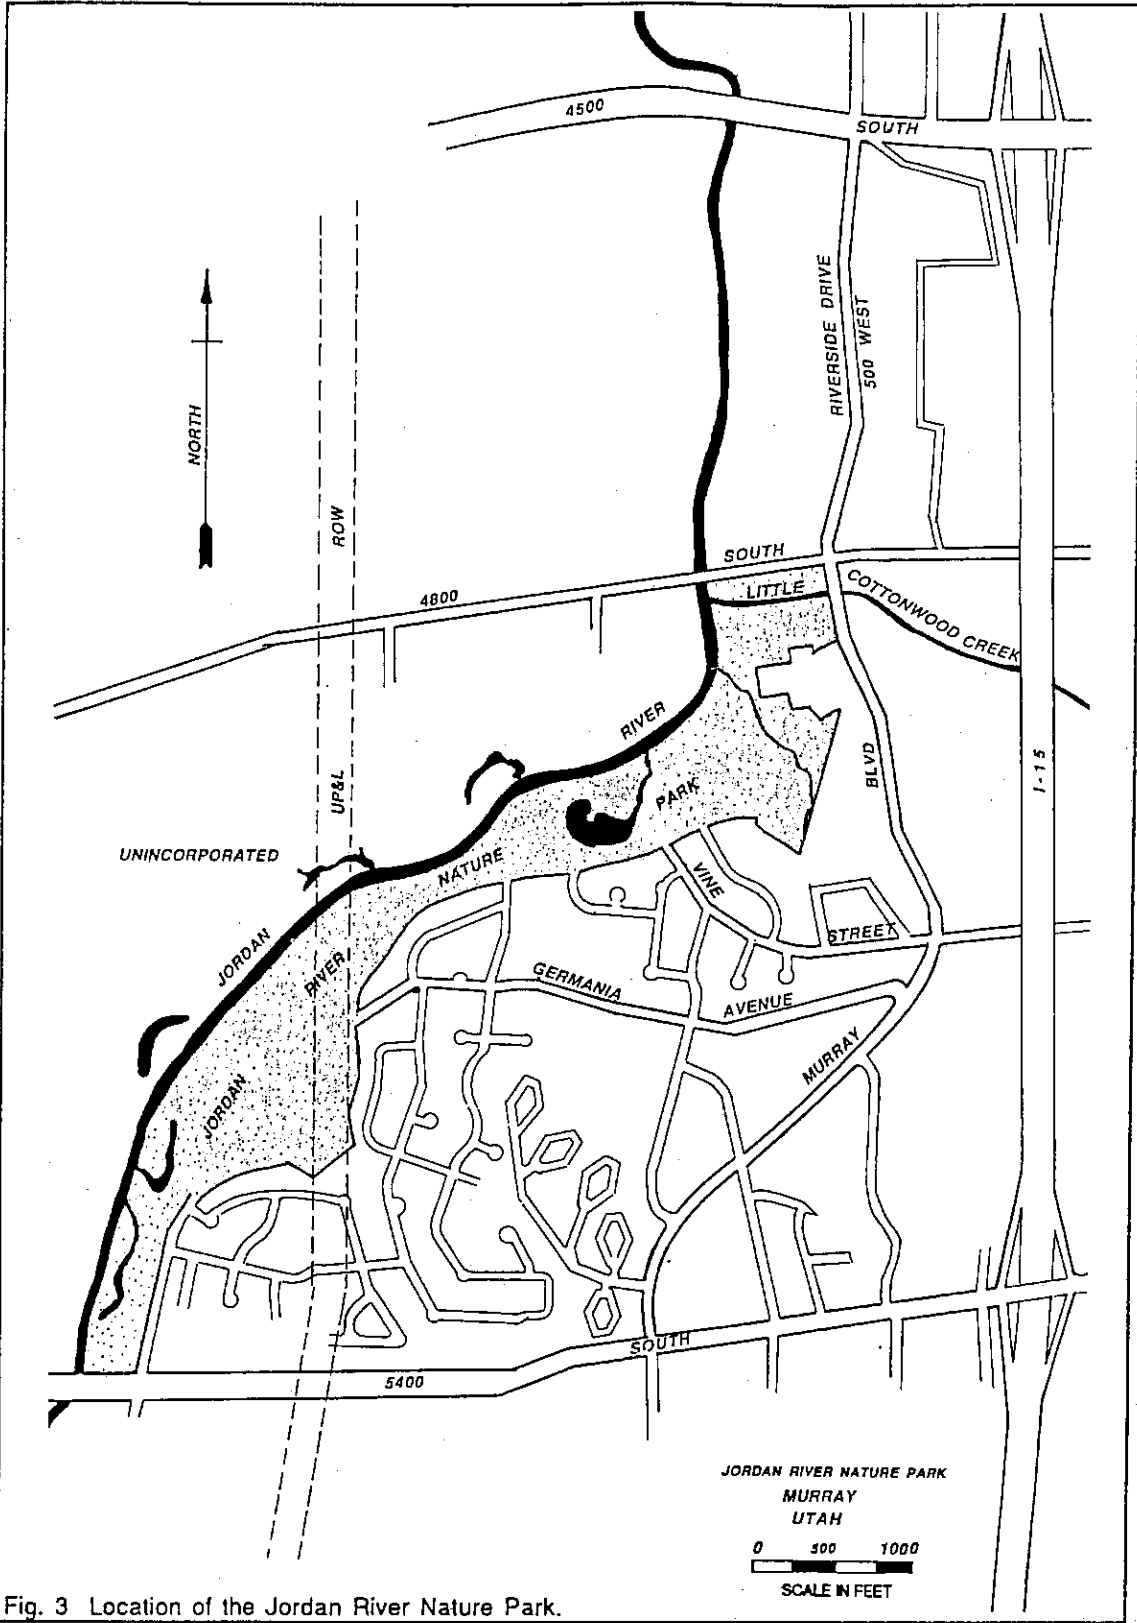 4500
SOUTH
RIVERSIDE DRIVE
500 WEST
NORTH
ROW
SOUTH
4800
LITTLE
COTTONWOOD CREEK
RIVER
BLVD
I-15
UP&L
PARK
UNINCORPORATED
NATURE
VINE
STREET
JORDAN
RIVER
GERMANIA
AVENUE
MURRAY
JORDAN
SOUTH
5400
JORDAN RIVER NATURE PARK
MURRAY
UTAH
0 500 1000
SCALE IN FEET
Fig. 3 Location of the Jordan River Nature Park.